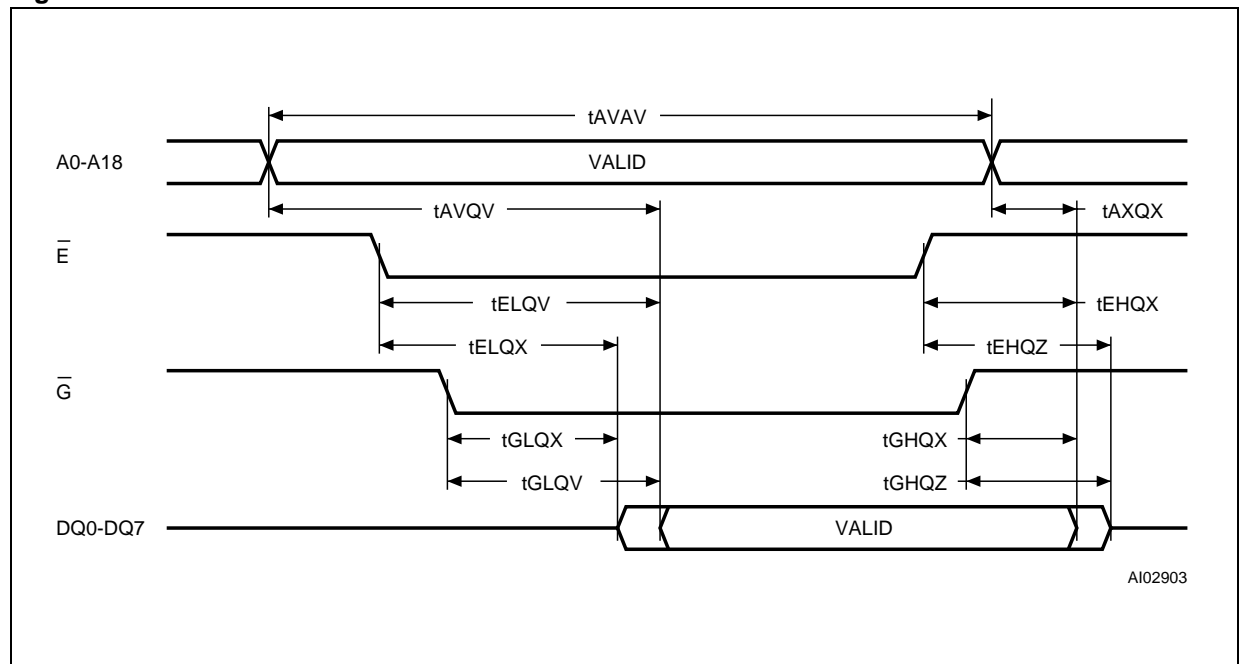 tAVAV
A0-A18 VALID
tAVQV tAXQX
E
tELQV tEHQX
tELQX tEHQZ
G
tGLQX tGHQX
tGLQV tGHQZ
DQ0-DQ7 VALID
AI02903